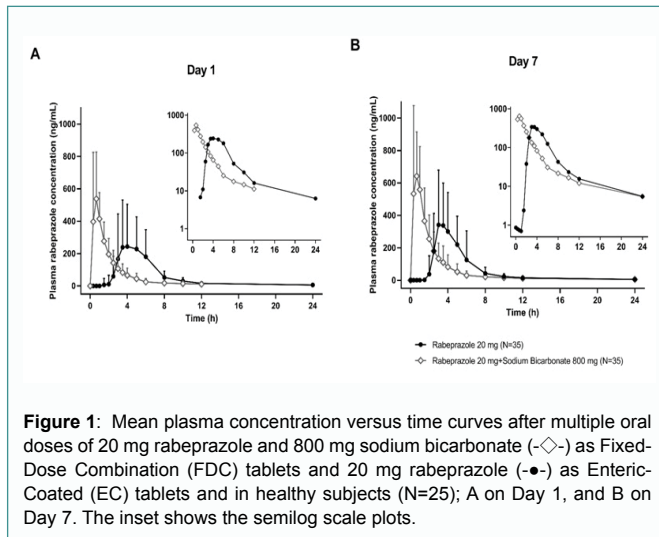 A
B
Day 1
Day 7
Plasma rabeprazole concentration (ng/mL)
1000
800
600
400
200
0
1000
100
10
1
0 4 8 12 16 20 24
0 4 8 12 16 20 24
Time (h)
Plasma rabeprazole concentration (ng/mL)
1000
800
600
400
200
0
1000
100
10
1
0 4 8 12 16 20 24
0 4 8 12 16 20 24
Time (h)
Rabeprazole 20 mg (N=35)
Rabeprazole 20 mg+Sodium Bicarbonate 800 mg (N=35)
Figure 1: Mean plasma concentration versus time curves after multiple oral
doses of 20 mg rabeprazole and 800 mg sodium bicarbonate (-◇-) as Fixed-
Dose Combination (FDC) tablets and 20 mg rabeprazole (-●-) as Enteric-
Coated (EC) tablets and in healthy subjects (N=25); A on Day 1, and B on
Day 7. The inset shows the semilog scale plots.